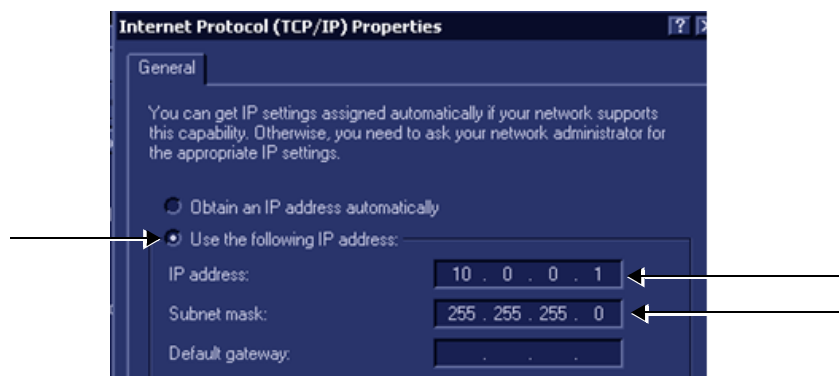 Internet Protocol (TCP/IP) Properties
General
You can get IP settings assigned automatically if your network supports
this capability. Otherwise, you need to ask your network administrator for
the appropriate IP settings.
Obtain an IP address automatically
Use the following IP address:
IP address: 10 . 0 . 0 . 1
Subnet mask: 255 . 255 . 255 . 0
Default gateway: . . .